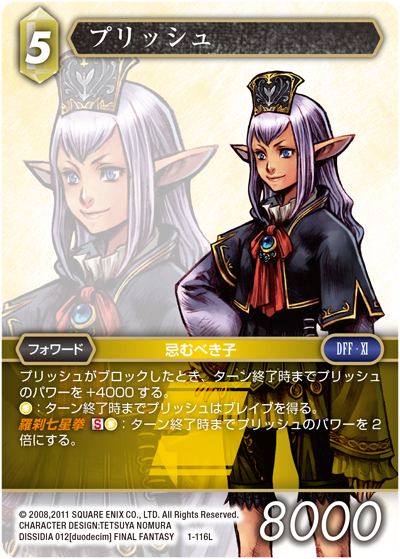 5
プリッシュ
フォワード
忌むべき子
DFF・XI
プリッシュがブロックしたとき、ターン終了時までプリッシュ
のパワーを+4000する。
：ターン終了時までプリッシュはブレイブを得る。
羅刹七星拳 S：ターン終了時までプリッシュのパワーを2
倍にする。
© 2008,2011 SQUARE ENIX CO., LTD. All Rights Reserved.
CHARACTER DESIGN:TETSUYA NOMURA
DISSIDIA 012[duodecim] FINAL FANTASY 1-116L
8000